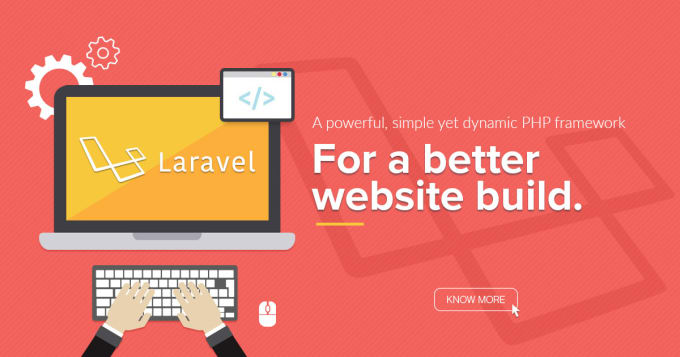 </>
Laravel
A powerful, simple yet dynamic PHP framework
For a better
website build.
KNOW MORE